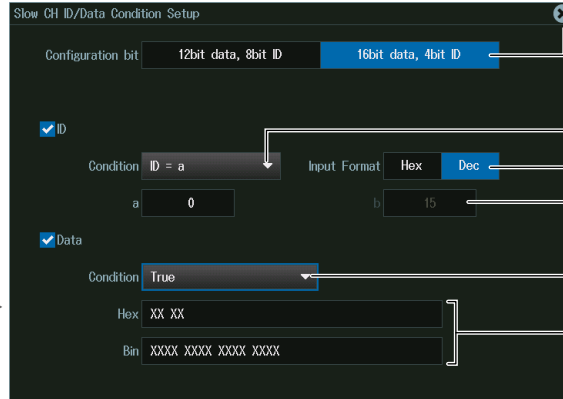 Slow CH ID/Data Condition Setup
Configuration bit 12bit data, 8bit ID 16bit data, 4bit ID
ID
Condition ID = a Input Format Hex Dec
a 0 b 15
Data
Condition True
Hex XX XX
Bin XXXX XXXX XXXX XXXX